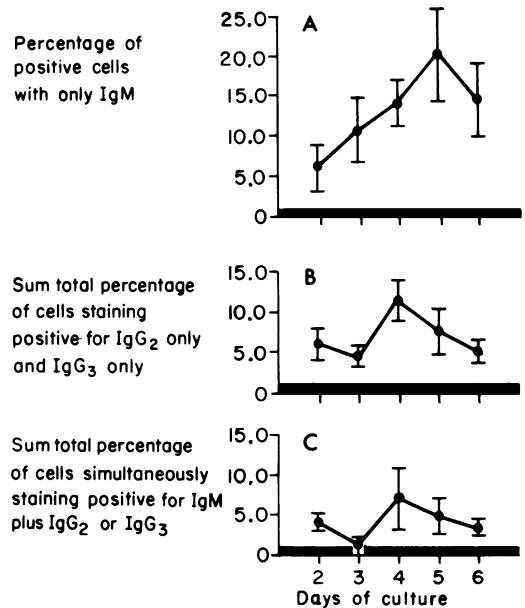 A
Percentage of
positive cells
with only IgM
25.0
20.0
15.0
10.0
5.0
0
B
Sum total percentage
of cells staining
positive for IgG2 only
and IgG3 only
15.0
10.0
5.0
0
C
Sum total percentage
of cells simultaneously
staining positive for IgM
plus IgG2 or IgG3
15.0
10.0
5.0
0
2 3 4 5 6
Days of culture